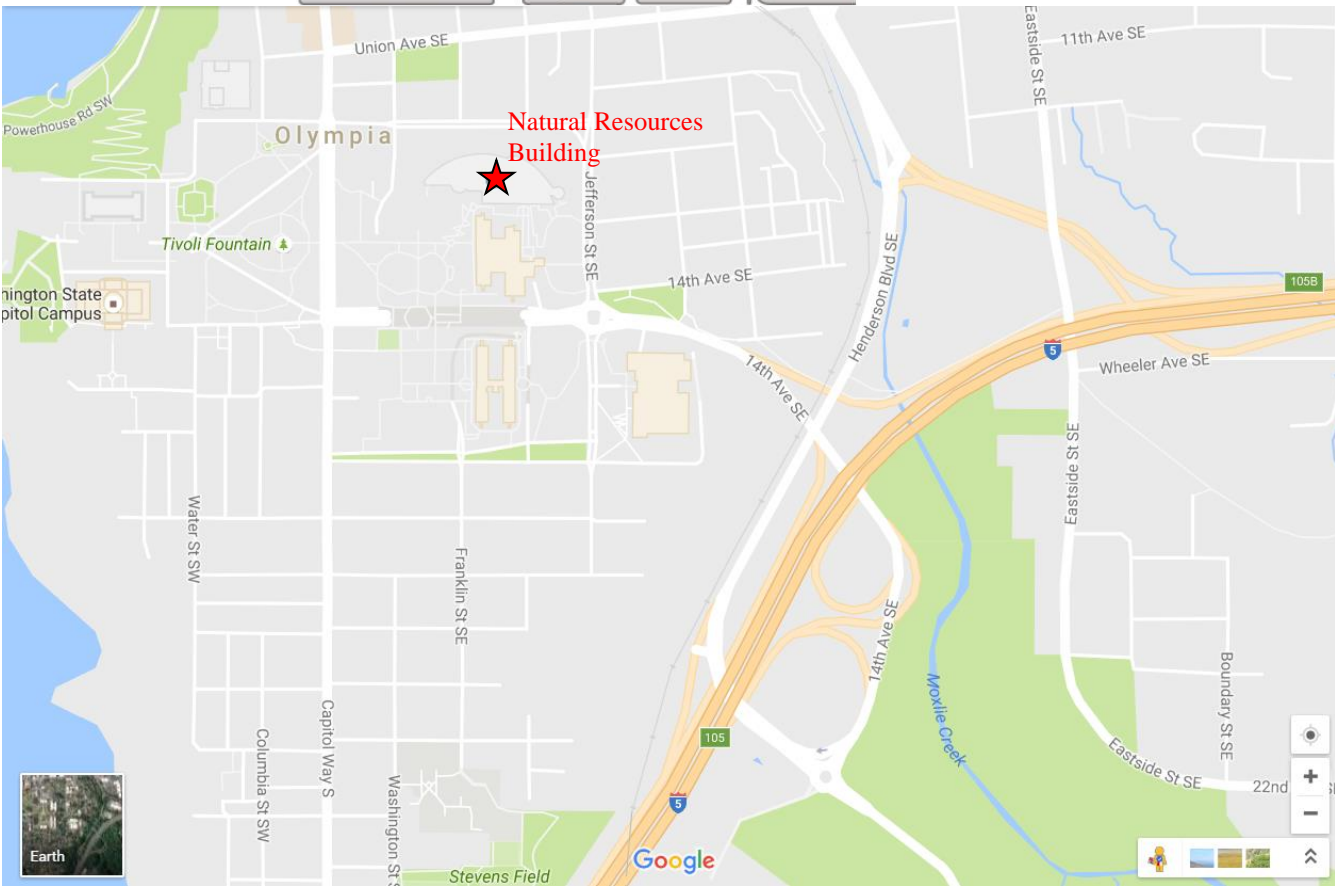 Union Ave SE
Eastside St SE
11th Ave SE
Powerhouse Rd SW
Olympia
Natural Resources
Building
Jefferson St SE
Tivoli Fountain
14th Ave SE
Henderson Blvd SE
hington State
pitol Campus
105B
5
Wheeler Ave SE
14th Ave SE
Eastside St SE
Water St SW
Franklin St SE
14th Ave SE
Moxlie Creek
Boundary St SE
Capitol Way S
Columbia St SW
105
Eastside St SE
22nd
Washington St
5
Earth
Google
Stevens Field